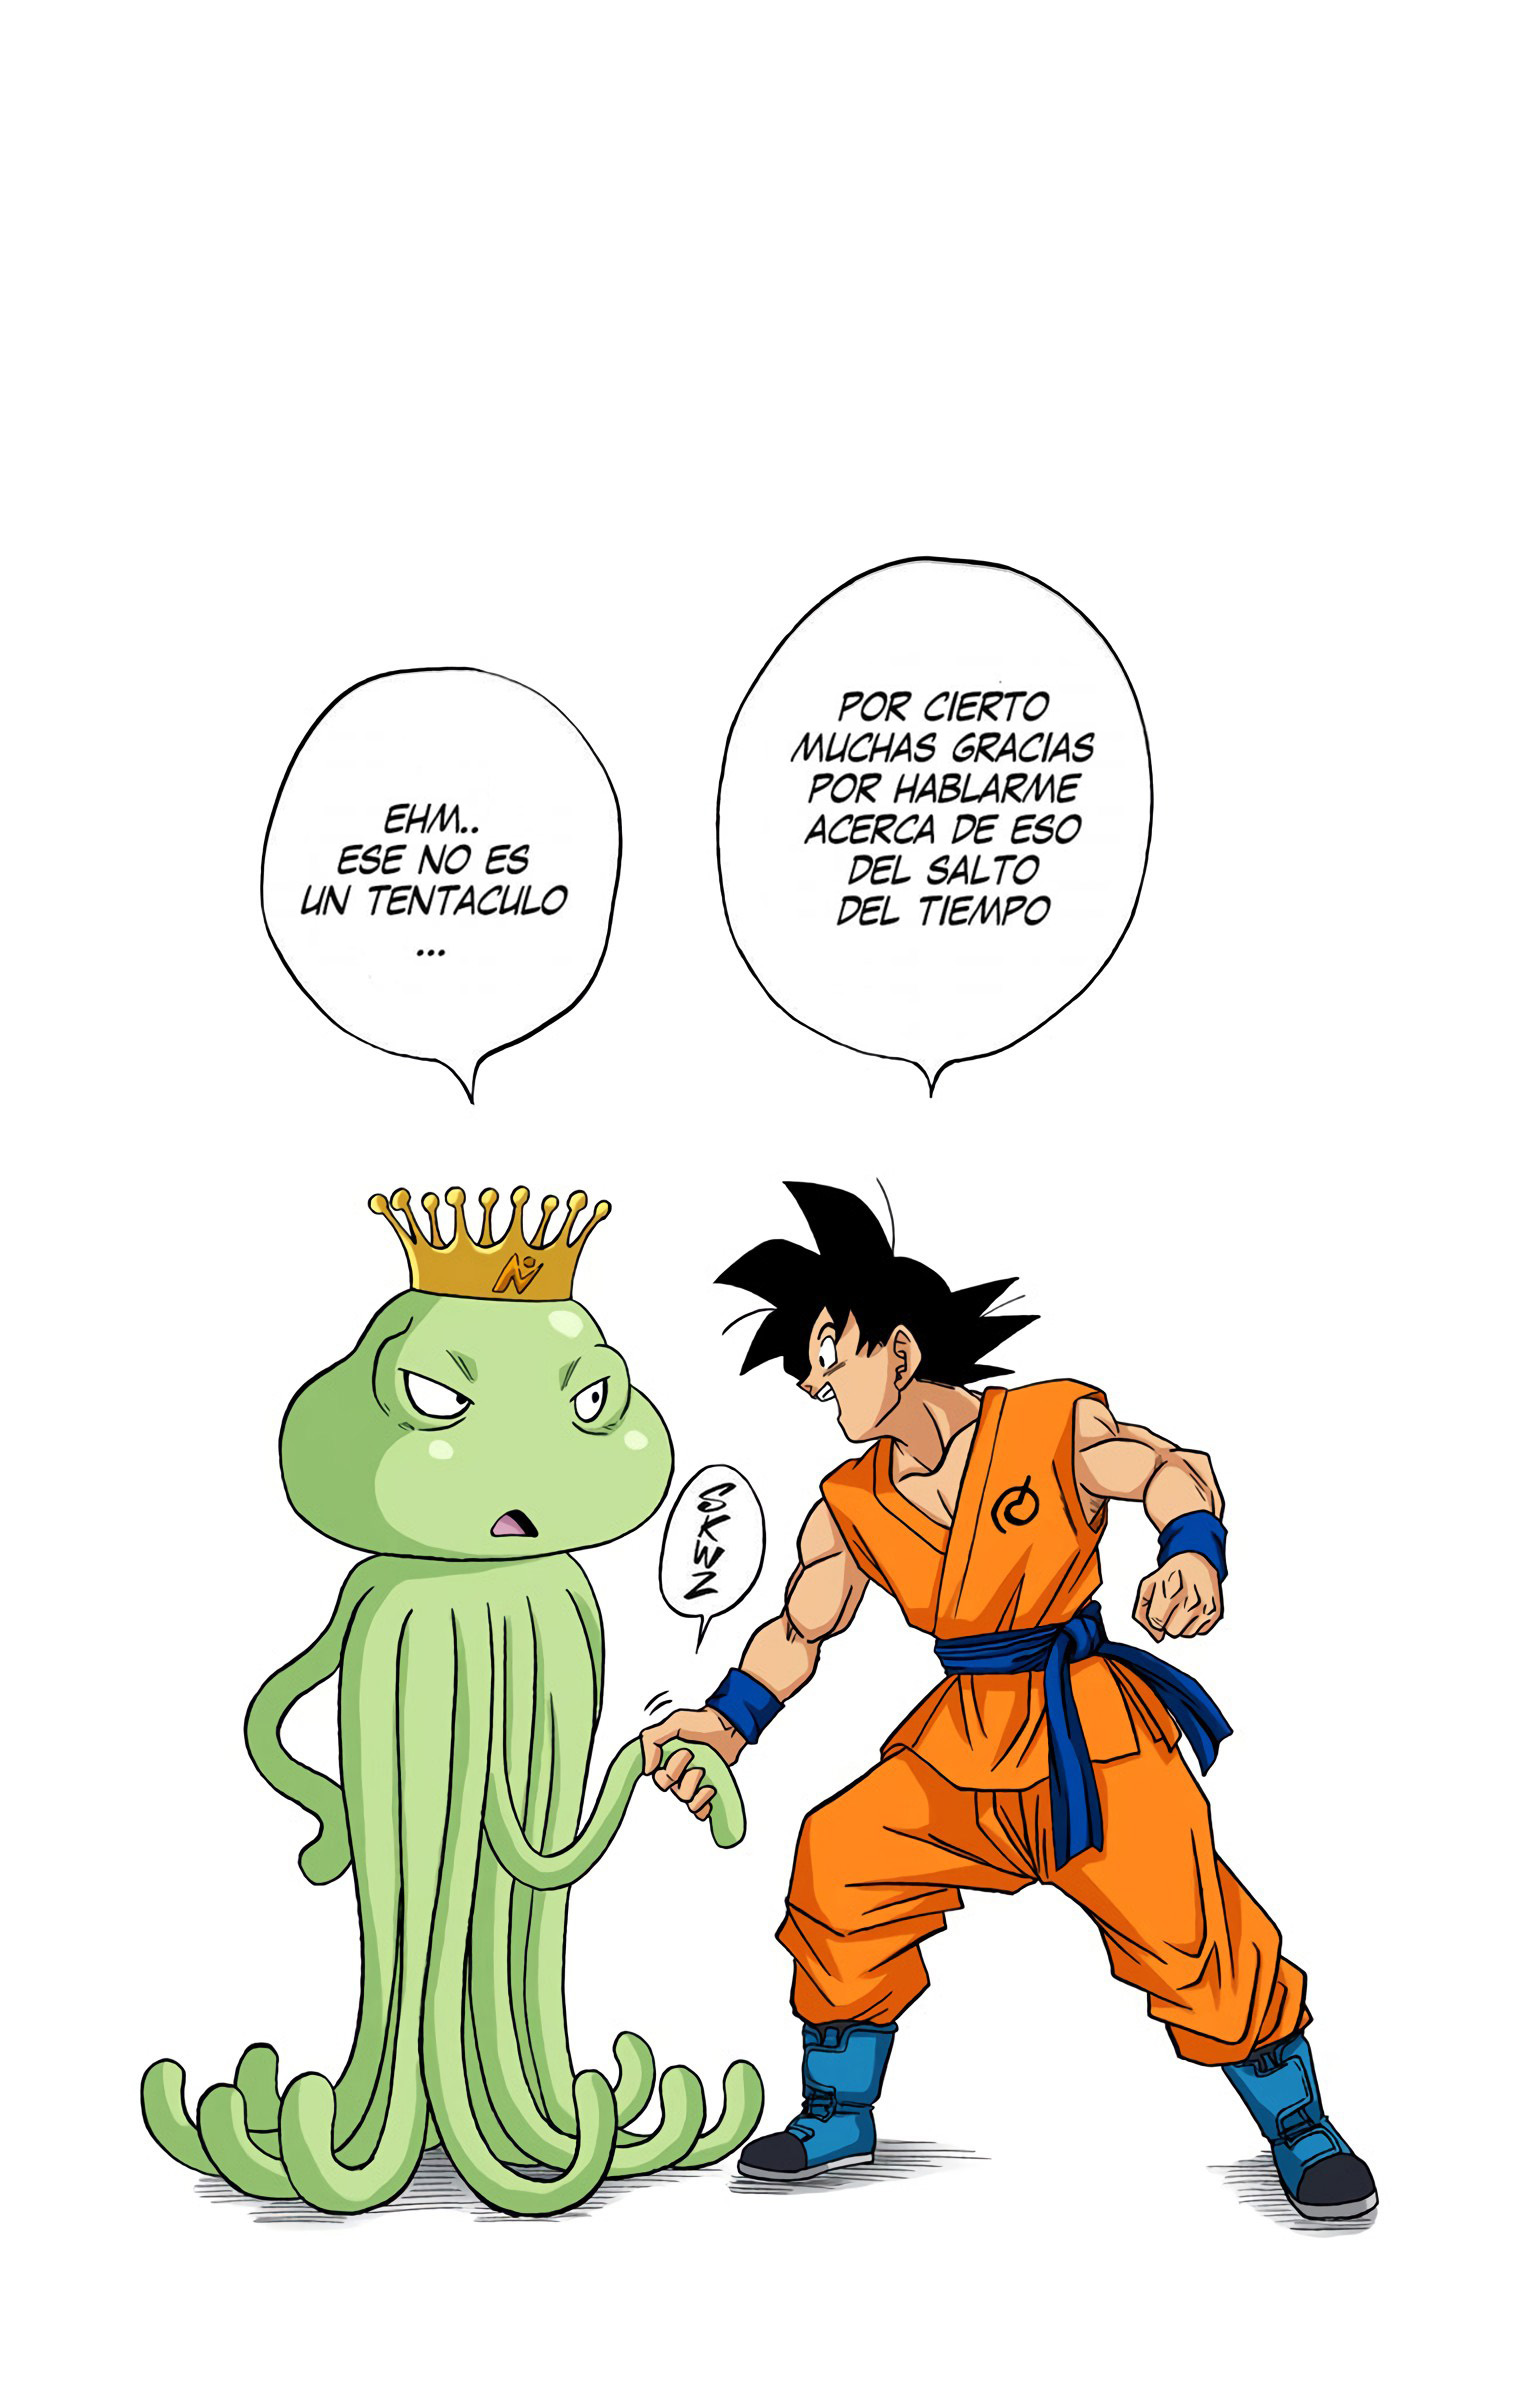 POR CIERTO
MUCHAS GRACIAS
POR HABLARME
ACERCA DE ESO
DEL SALTO
DEL TIEMPO
EHM..
ESE NO ES
UN TENTACULO
...
SKWZ